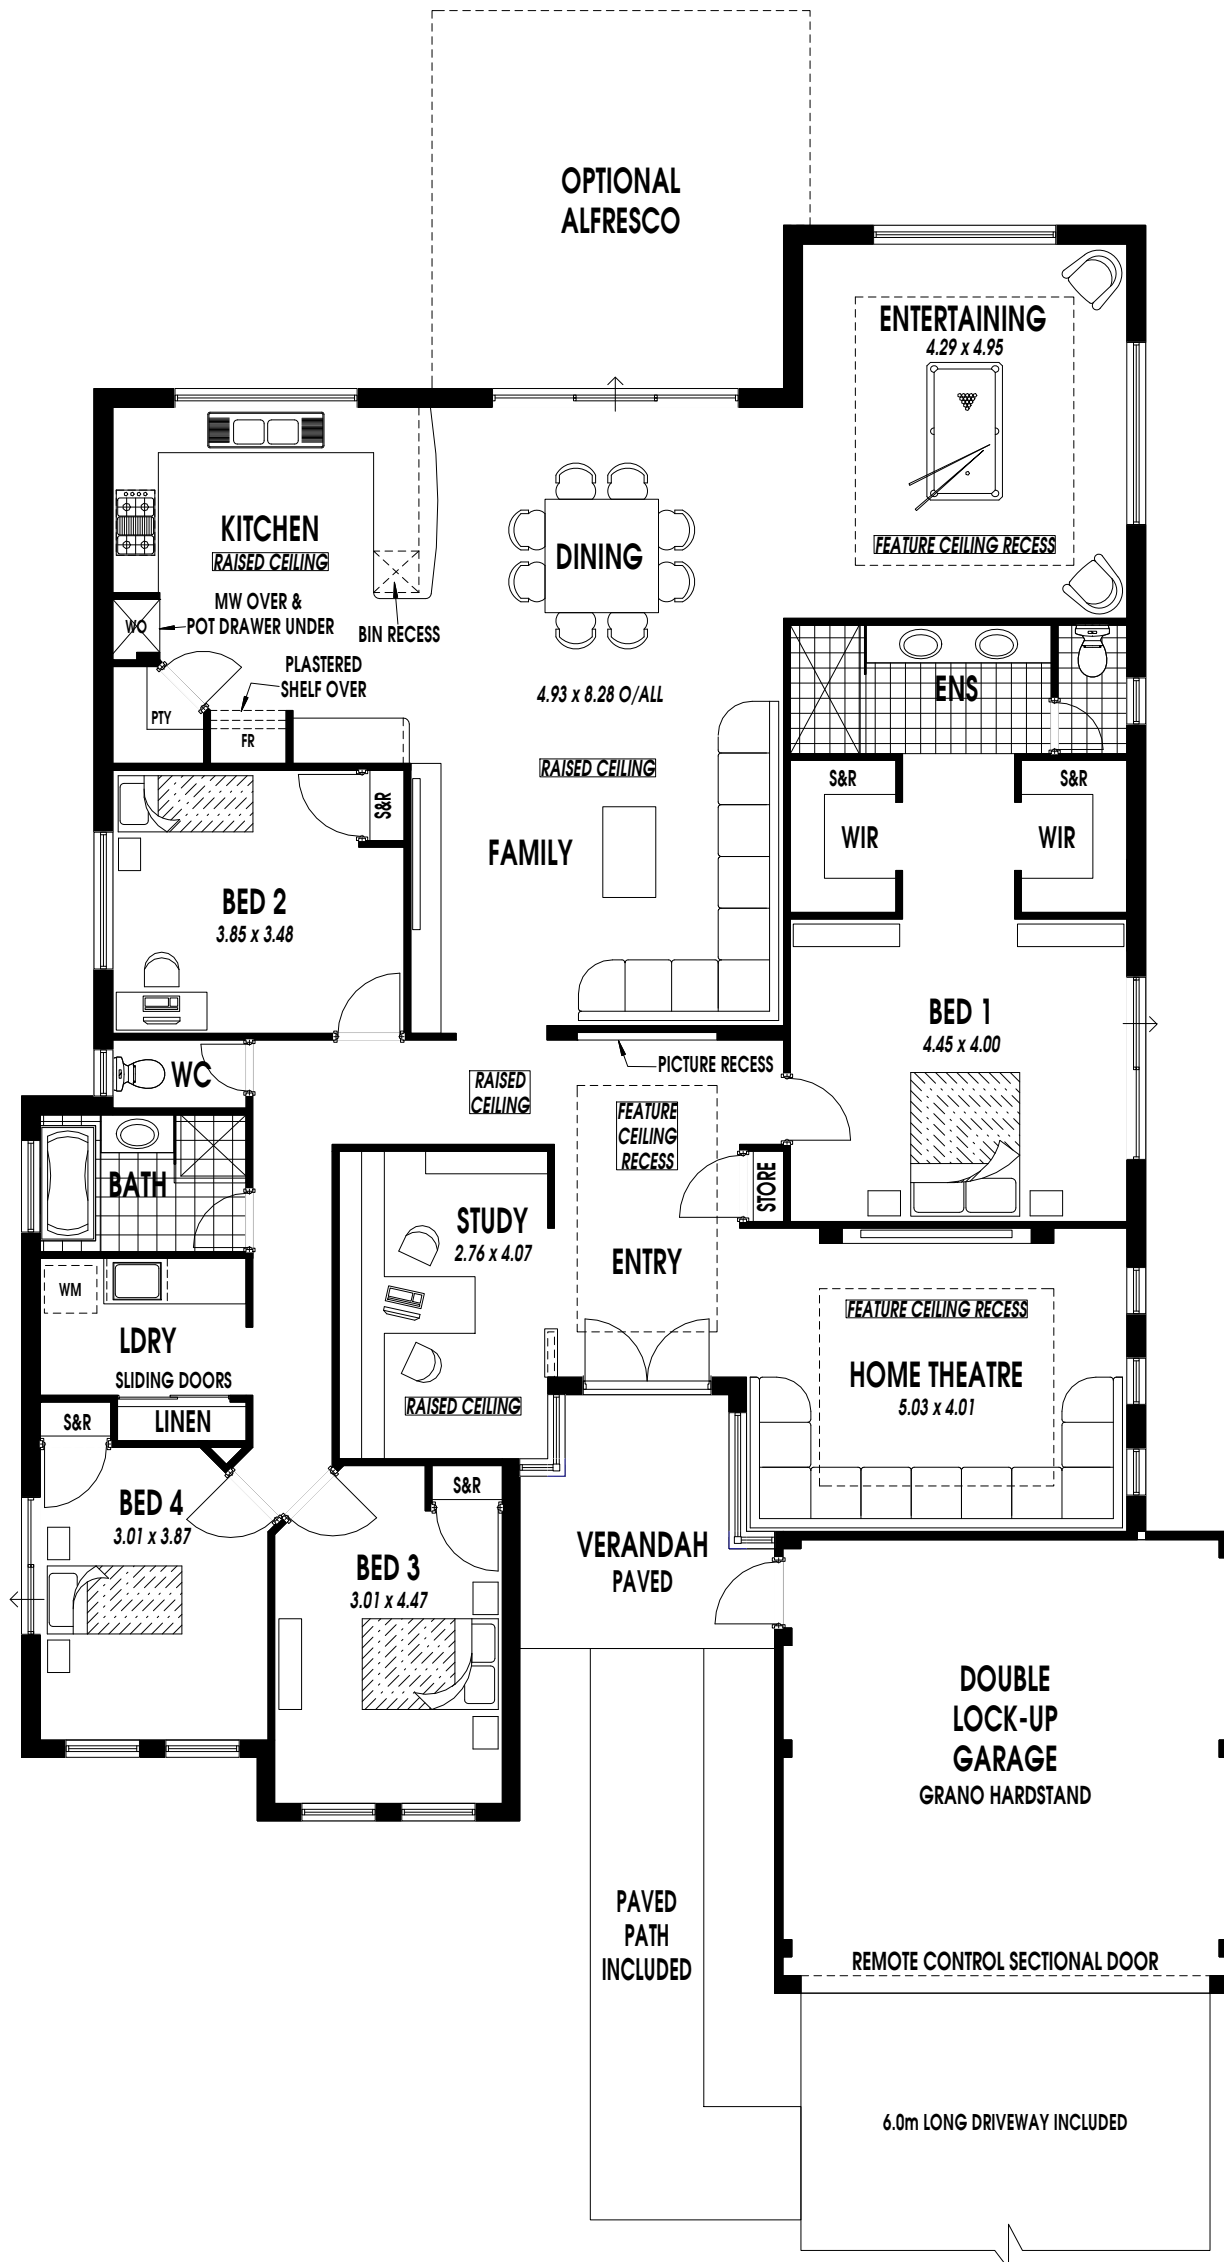 OPTIONAL
ALFRESCO
ENTERTAINING
4.29 x 4.95
FEATURE CEILING RECESS
KITCHEN
RAISED CEILING
DINING
MW OVER &
POT DRAWER UNDER
WO
BIN RECESS
PLASTERED
SHELF OVER
PTY
FR
4.93 x 8.28 O/ALL
RAISED CEILING
FAMILY
ENS
S&R
WIR
S&R
WIR
S&R
BED 2
3.85 x 3.48
BED 1
4.45 x 4.00
WC
PICTURE RECESS
RAISED
CEILING
FEATURE
CEILING
RECESS
BATH
STORE
STUDY
2.76 x 4.07
RAISED CEILING
ENTRY
WM
LDRY
SLIDING DOORS
LINEN
S&R
FEATURE CEILING RECESS
HOME THEATRE
5.03 x 4.01
BED 4
3.01 x 3.87
S&R
BED 3
3.01 x 4.47
VERANDAH
PAVED
DOUBLE
LOCK-UP
GARAGE
GRANO HARDSTAND
PAVED
PATH
INCLUDED
REMOTE CONTROL SECTIONAL DOOR
6.0m LONG DRIVEWAY INCLUDED